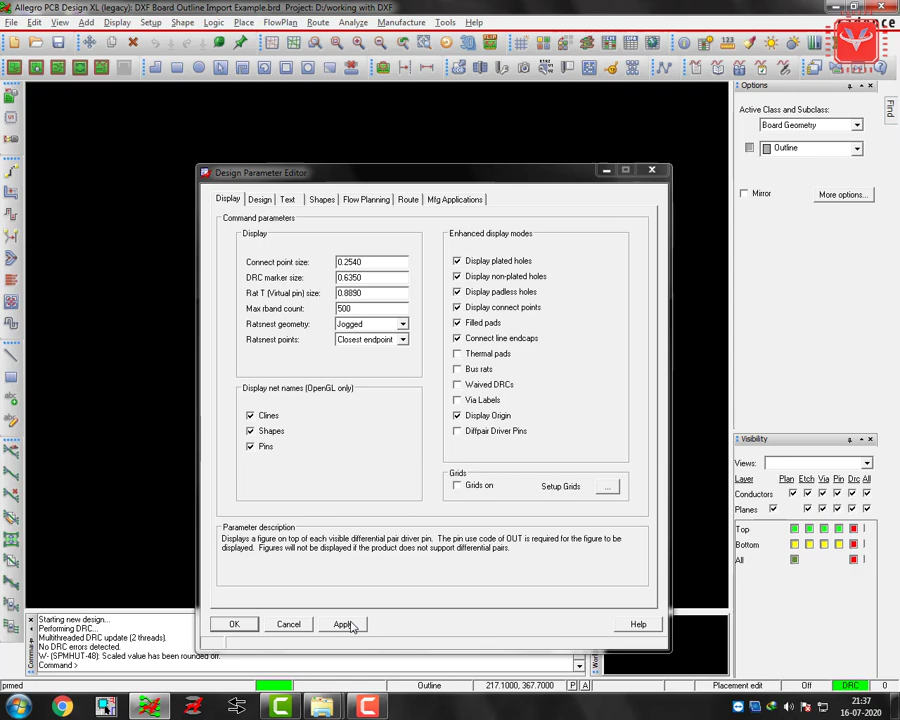 Allegro PCB Design XL (legacy): DXF Board Outline Import Example.brd  Project: D:/working with DXF
File Edit View Add Display Setup Shape Logic Place FlowPlan Route Analyze Manufacture Tools Help
Options
Active Class and Subclass:
Board Geometry
Outline
Mirror
More options...
Find
Design Parameter Editor
Display Design Text Shapes Flow Planning Route Mfg Applications
Command parameters
Display
Connect point size: 0.2540
DRC marker size: 0.6350
Rat T (Virtual pin) size: 0.8890
Max rband count: 500
Ratsnest geometry: Jogged
Ratsnest points: Closest endpoint
Display net names (OpenGL only)
Clines
Shapes
Pins
Enhanced display modes
Display plated holes
Display non-plated holes
Display padless holes
Display connect points
Filled pads
Connect line endcaps
Thermal pads
Bus rats
Waived DRCs
Via Labels
Display Origin
Diffpair Driver Pins
Grids
Grids on
Setup Grids ...
Parameter description
Displays a figure on top of each visible differential pair driver pin. The pin use code of OUT is required for the figure to be
displayed. Figures will not be displayed if the product does not support differential pairs.
OK Cancel Apply Help
Visibility
Views:
Layer Plan Etch Via Pin Drc All
Conductors
Planes
Top
Bottom
All
Starting new design...
Performing DRC...
Multithreaded DRC update (2 threads).
No DRC errors detected.
W- (SPMHUT-48): Scaled value has been rounded off.
Command >
prmed Outline 217.1000, 367.7000 P A Placement edit Off DRC 0
21:37
16-07-2020